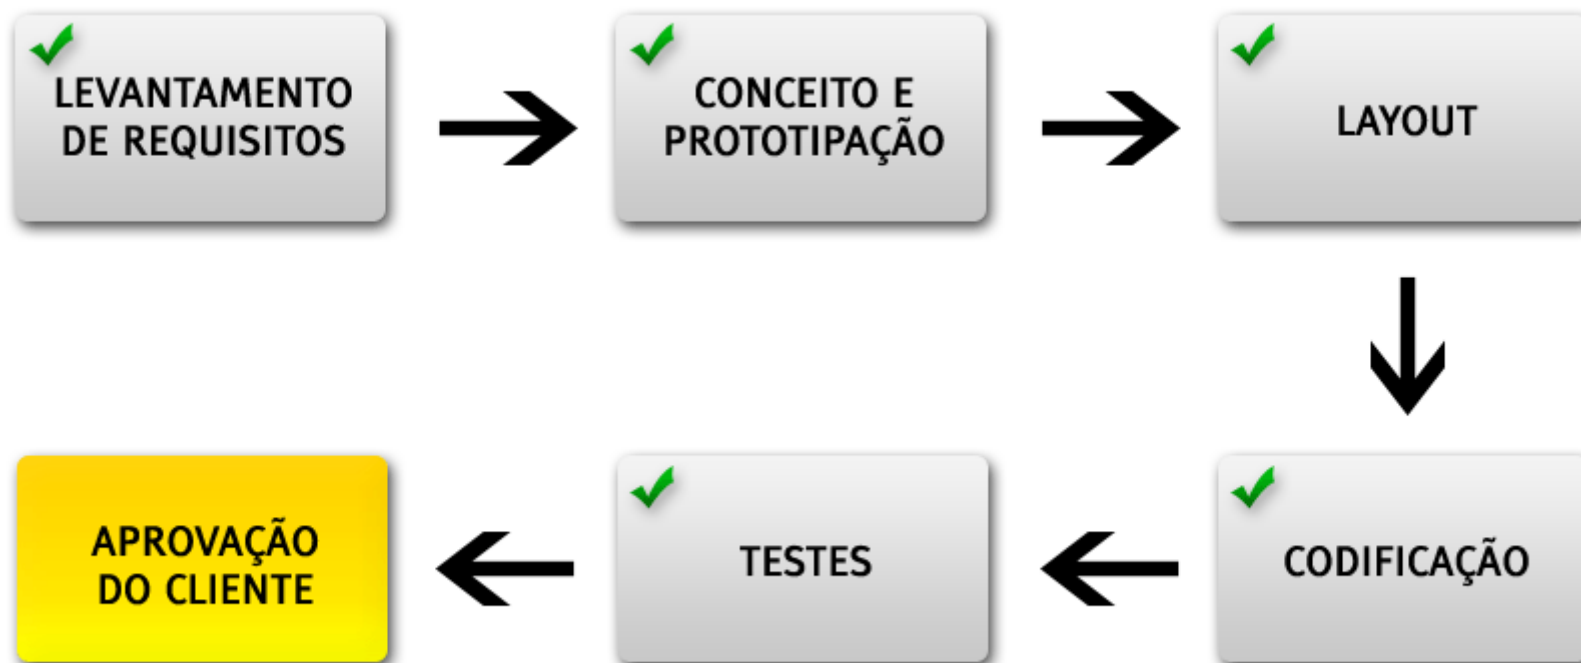 LEVANTAMENTO
DE REQUISITOS
CONCEITO E
PROTOTIPAÇÃO
LAYOUT
CODIFICAÇÃO
TESTES
APROVAÇÃO
DO CLIENTE